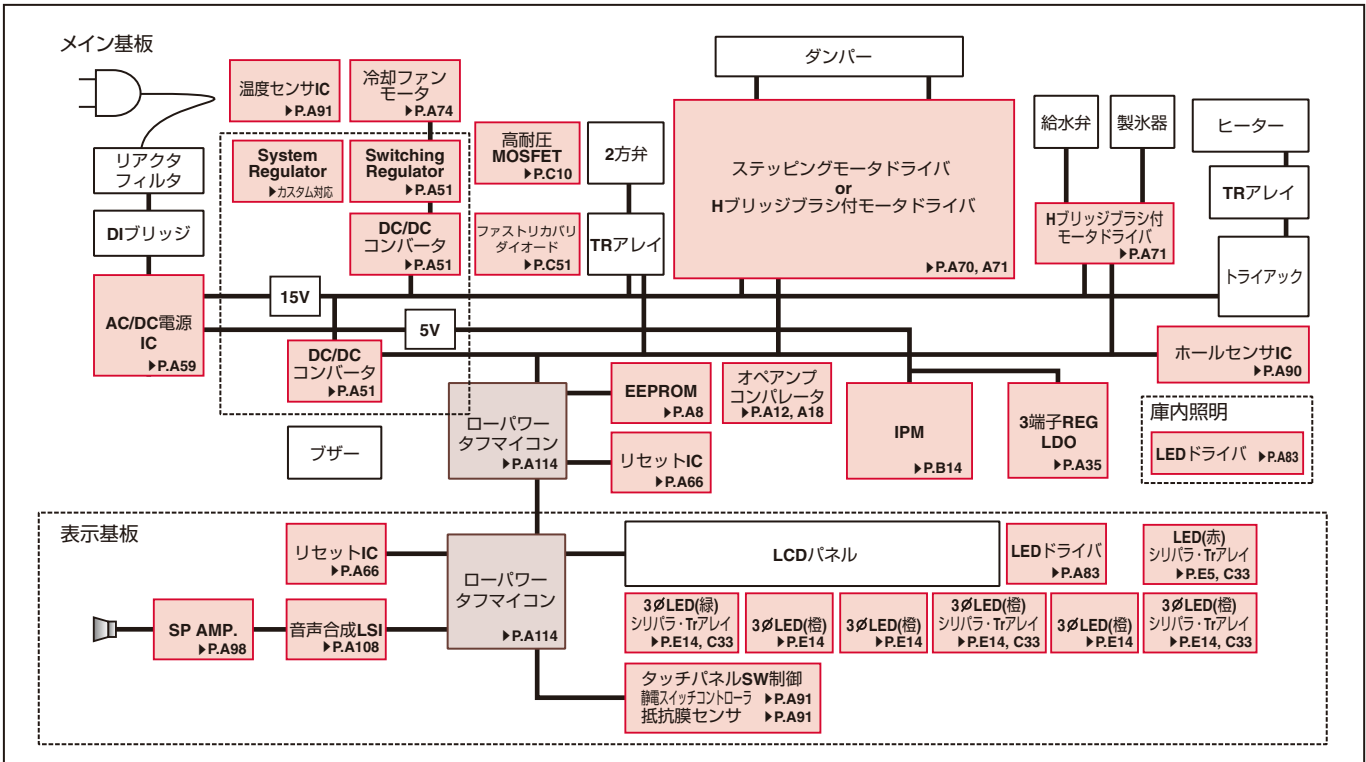 メイン基板
温度センサIC
▶P.A91
冷却ファン
モータ
▶P.A74
ダンパー
リアクタ
フィルタ
DIブリッジ
AC/DC電源
IC
▶P.A59
System
Regulator
▶カスタム対応
Switching
Regulator
▶P.A51
DC/DC
コンバータ
▶P.A51
高耐圧
MOSFET
▶P.C10
ファストリカバリ
ダイオード
▶P.C51
2方弁
TRアレイ
ステッピングモータドライバ
or
Hブリッジブラシ付モータドライバ
▶P.A70, A71
給水弁
製氷器
Hブリッジブラシ付
モータドライバ
▶P.A71
ヒーター
TRアレイ
トライアック
15V
5V
DC/DC
コンバータ
▶P.A51
ブザー
ローパワー
タフマイコン
▶P.A114
EEPROM
▶P.A8
リセットIC
▶P.A66
オペアンプ
コンパレータ
▶P.A12, A18
IPM
▶P.B14
3端子REG
LDO
▶P.A35
ホールセンサIC
▶P.A90
庫内照明
LEDドライバ ▶P.A83
表示基板
リセットIC
▶P.A66
SP AMP.
▶P.A98
音声合成LSI
▶P.A108
ローパワー
タフマイコン
▶P.A114
LCDパネル
LEDドライバ
▶P.A83
LED(赤)
シリパラ・Trアレイ
▶P.E5, C33
3ØLED(緑)
シリパラ・Trアレイ
▶P.E14, C33
3ØLED(橙)
▶P.E14
3ØLED(橙)
▶P.E14
3ØLED(橙)
シリパラ・Trアレイ
▶P.E14, C33
3ØLED(橙)
▶P.E14
3ØLED(橙)
シリパラ・Trアレイ
▶P.E14, C33
タッチパネルSW制御
静電スイッチコントローラ ▶P.A91
抵抗膜センサ ▶P.A91